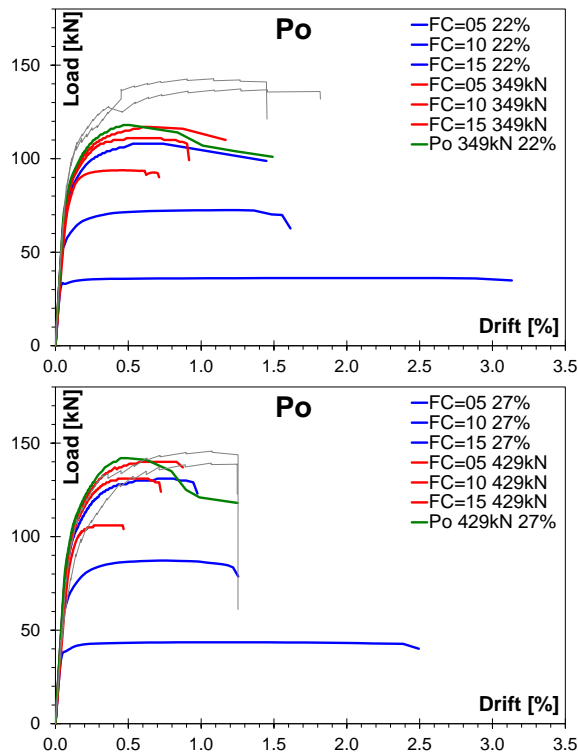 Po
Load [kN]
FC=05 22%
FC=10 22%
FC=15 22%
FC=05 349kN
FC=10 349kN
FC=15 349kN
Po 349kN 22%
150
100
50
0
Drift [%]
0.0 0.5 1.0 1.5 2.0 2.5 3.0 3.5
Po
Load [kN]
FC=05 27%
FC=10 27%
FC=15 27%
FC=05 429kN
FC=10 429kN
FC=15 429kN
Po 429kN 27%
150
100
50
0
Drift [%]
0.0 0.5 1.0 1.5 2.0 2.5 3.0 3.5